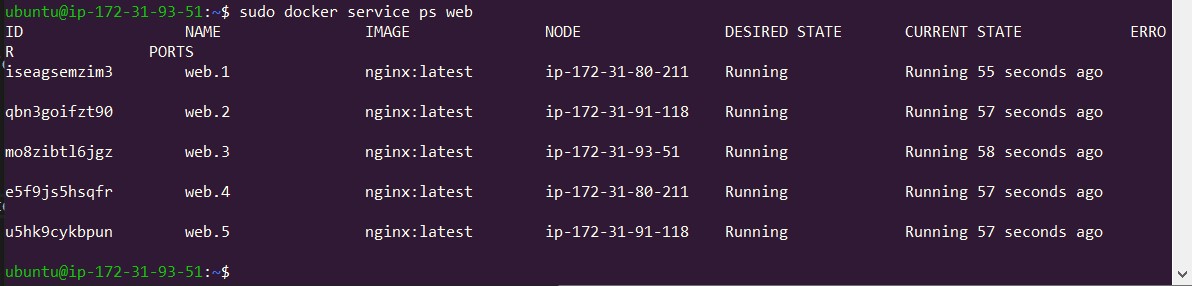 ubuntu@ip-172-31-93-51:~$ sudo docker service ps web
ID NAME IMAGE NODE DESIRED STATE CURRENT STATE ERRO
R PORTS
iseagsemzim3 web.1 nginx:latest ip-172-31-80-211 Running Running 55 seconds ago
qbn3goifzt90 web.2 nginx:latest ip-172-31-91-118 Running Running 57 seconds ago
mo8zibtl6jgz web.3 nginx:latest ip-172-31-93-51 Running Running 58 seconds ago
e5f9js5hsqfr web.4 nginx:latest ip-172-31-80-211 Running Running 57 seconds ago
u5hk9cykbpun web.5 nginx:latest ip-172-31-91-118 Running Running 57 seconds ago
ubuntu@ip-172-31-93-51:~$